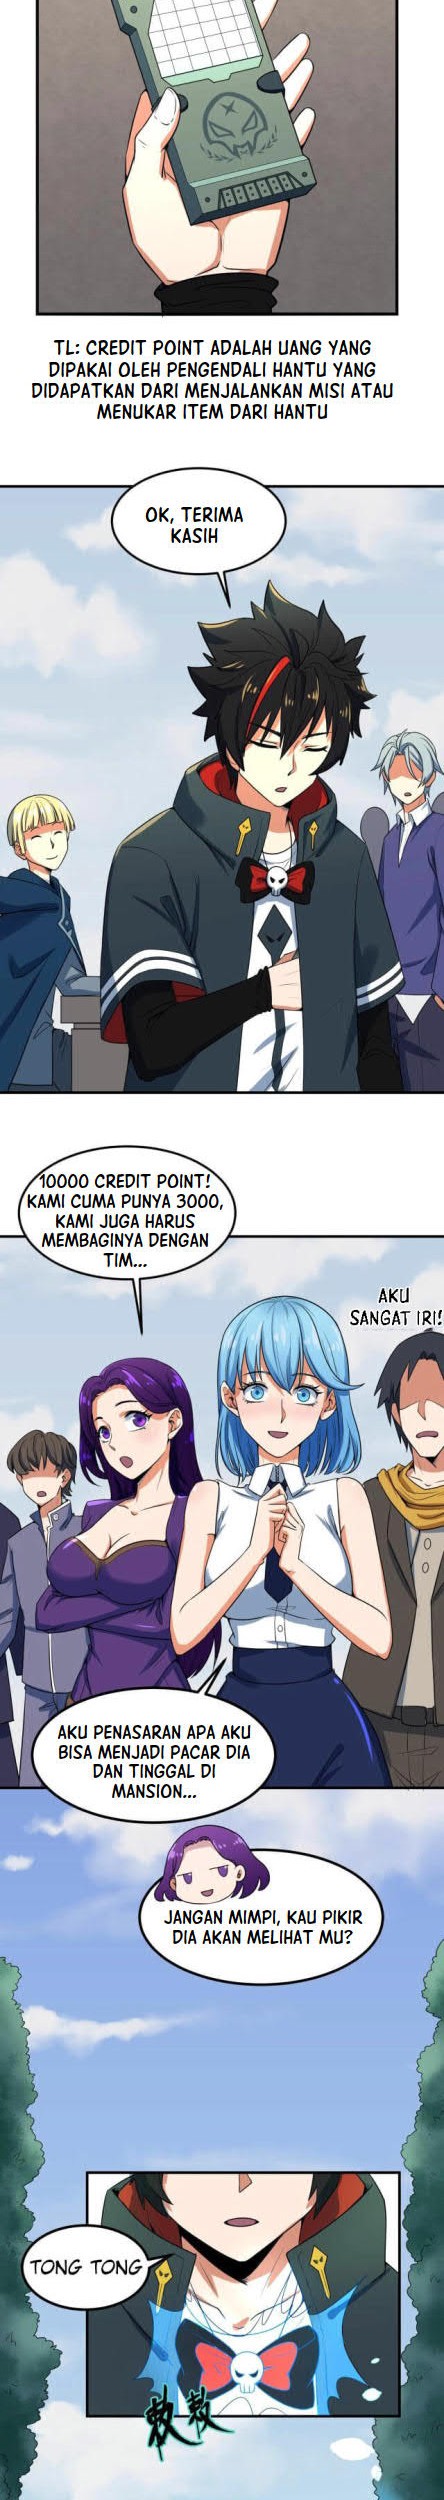 TL: CREDIT POINT ADALAH UANG YANG
DIPAKAI OLEH PENGENDALI HANTU YANG
DIDAPATKAN DARI MENJALANKAN MISI ATAU
MENUKAR ITEM DARI HANTU
OK, TERIMA
KASIH
10000 CREDIT POINT!
KAMI CUMA PUNYA 3000,
KAMI JUGA HARUS
MEMBAGINYA DENGAN
TIM...
AKU
SANGAT IRI!
AKU PENASARAN APA AKU
BISA MENJADI PACAR DIA
DAN TINGGAL DI
MANSION...
JANGAN MIMPI, KAU PIKIR
DIA AKAN MELIHAT MU?
TONG TONG